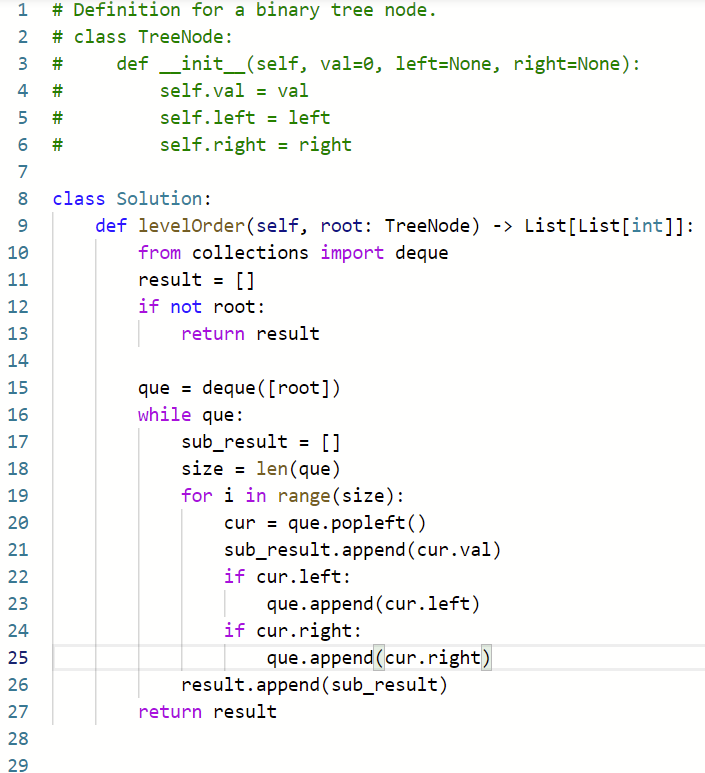 1 # Definition for a binary tree node.
2 # class TreeNode:
3 #     def __init__(self, val=0, left=None, right=None):
4 #         self.val = val
5 #         self.left = left
6 #         self.right = right
7
8 class Solution:
9     def levelOrder(self, root: TreeNode) -> List[List[int]]:
10         from collections import deque
11         result = []
12         if not root:
13             return result
14
15         que = deque([root])
16         while que:
17             sub_result = []
18             size = len(que)
19             for i in range(size):
20                 cur = que.popleft()
21                 sub_result.append(cur.val)
22                 if cur.left:
23                     que.append(cur.left)
24                 if cur.right:
25                     que.append(cur.right)
26             result.append(sub_result)
27         return result
28
29